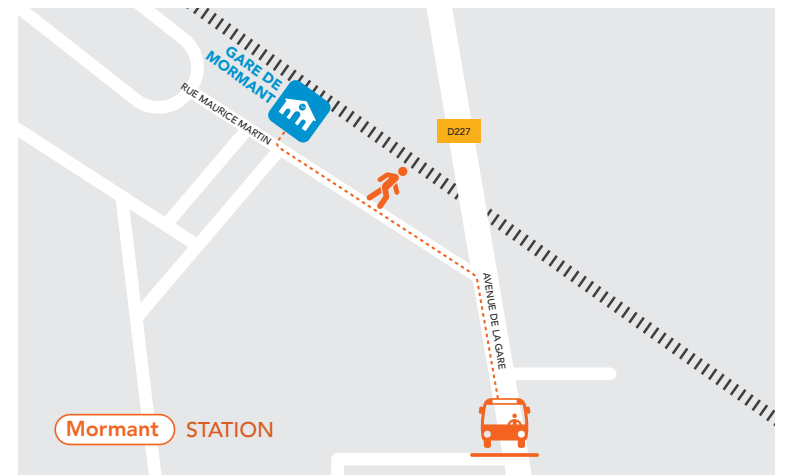 GARE DE
MORMANT
RUE MAURICE MARTIN
D227
AVENUE DE LA GARE
Mormant STATION